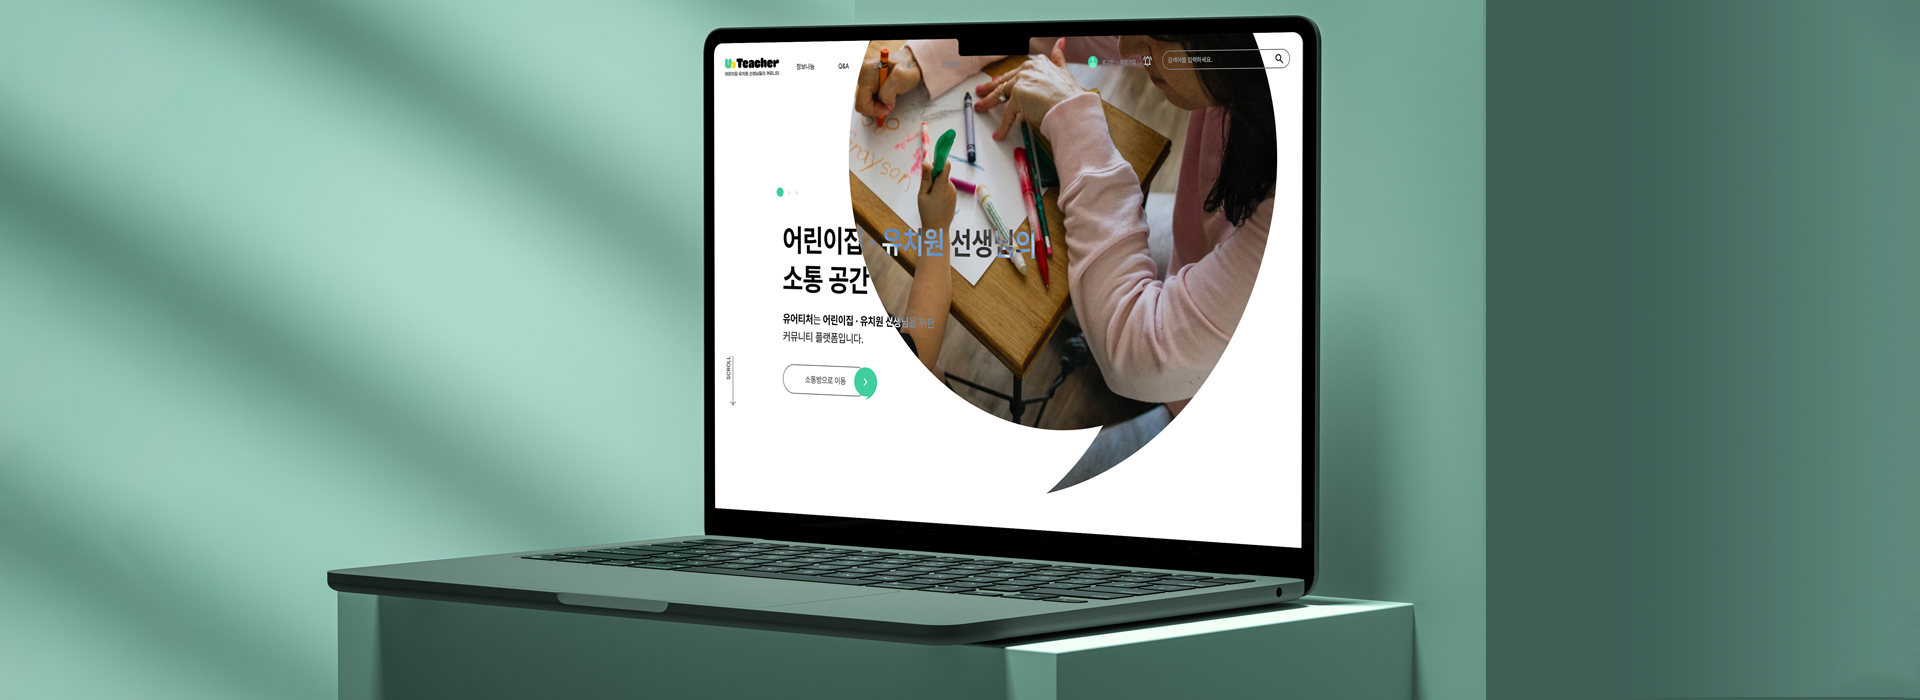 UsTeacher
어린이집 유치원 선생님들의 커뮤니티
정보나눔
Q&A
검색어를 입력하세요.
rayson
어린이집 · 유치원 선생님의
소통 공간
유어티처는 어린이집 · 유치원 선생님을 위한
커뮤니티 플랫폼입니다.
소통방으로 이동
SCROLL